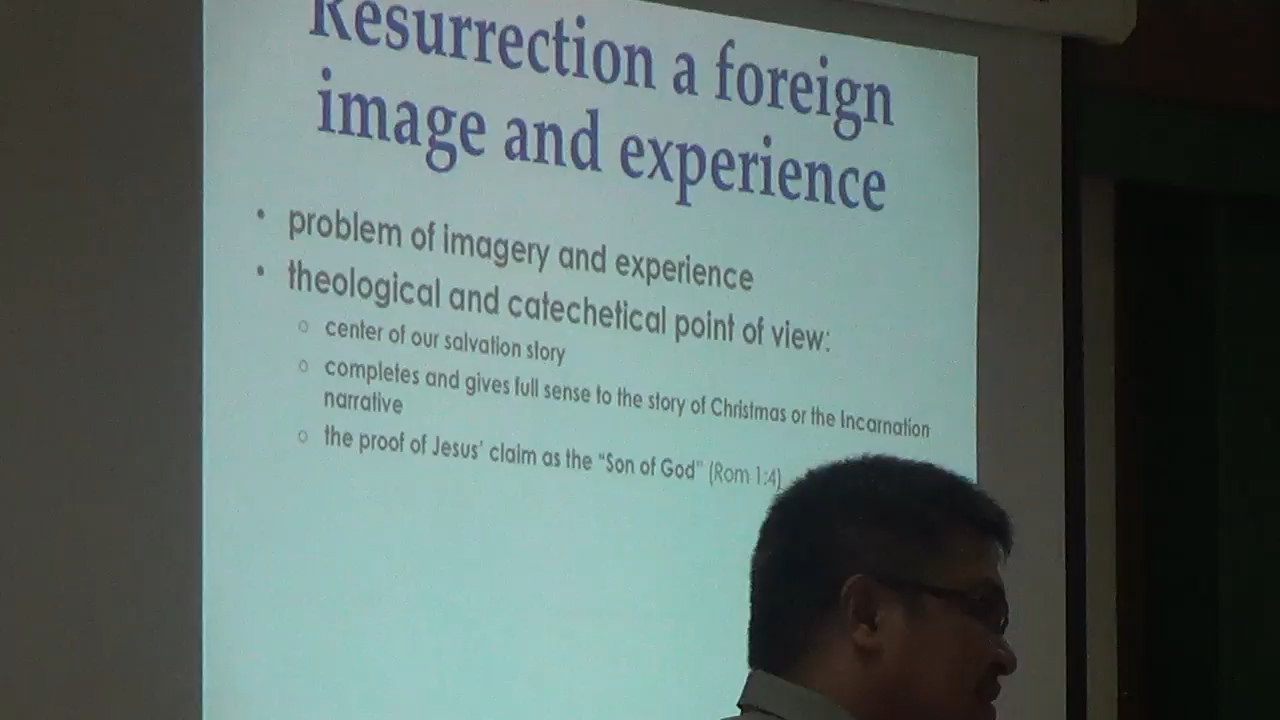 Resurrection a foreign
image and experience
• problem of imagery and experience
• theological and catechetical point of view:
o center of our salvation story
o completes and gives full sense to the story of Christmas or the Incarnation
narrative
o the proof of Jesus’ claim as the “Son of God” (Rom 1:4)